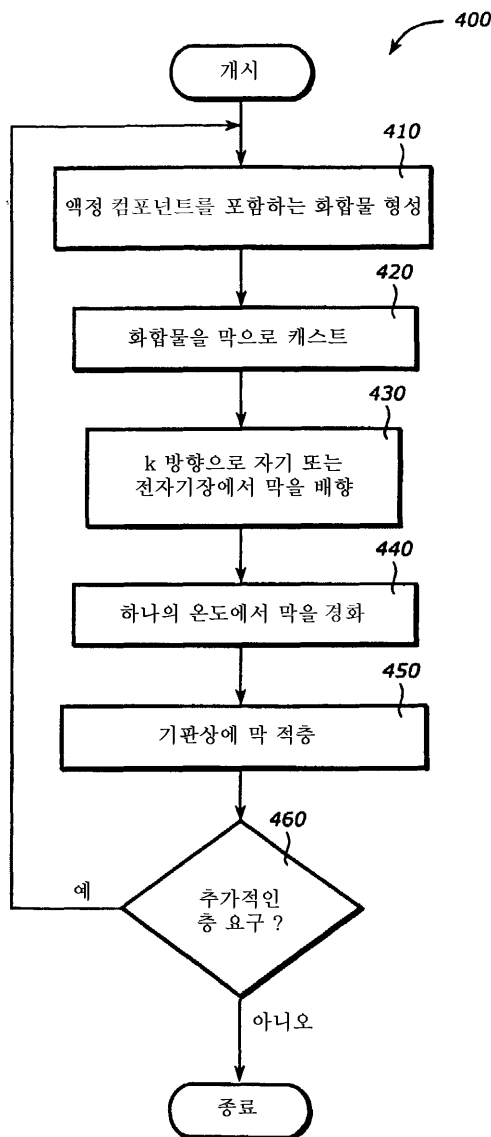 400
개시
410
액정 컴포넌트를 포함하는 화합물 형성
420
화합물을 막으로 캐스트
430
k 방향으로 자기 또는
전자기장에서 막을 배향
440
하나의 온도에서 막을 경화
450
기판상에 막 적층
460
예
추가적인
층 요구 ?
아니오
종료